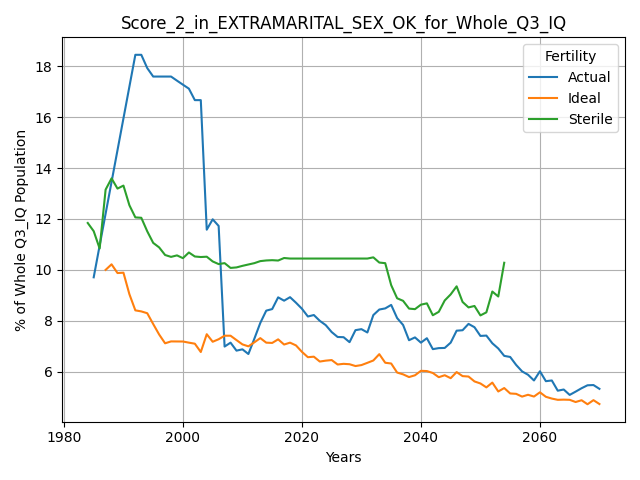 Score_2_in_EXTRAMARITAL_SEX_OK_for_Whole_Q3_IQ
Fertility
Actual
Ideal
Sterile
% of Whole Q3_IQ Population
18
16
14
12
10
8
6
1980 2000 2020 2040 2060
Years